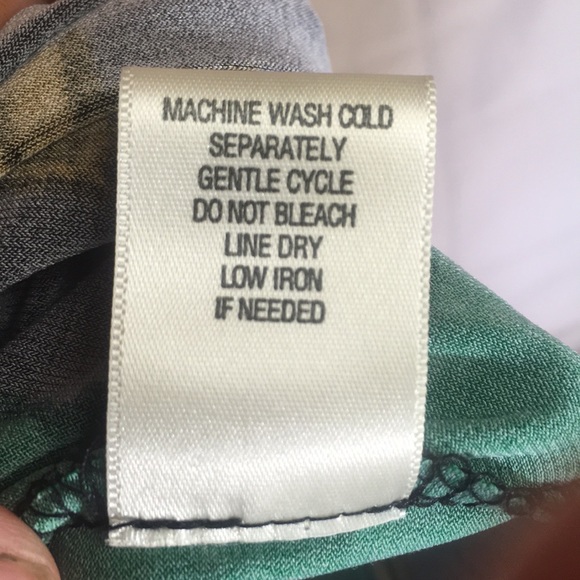 MACHINE WASH COLD
SEPARATELY
GENTLE CYCLE
DO NOT BLEACH
LINE DRY
LOW IRON
IF NEEDED